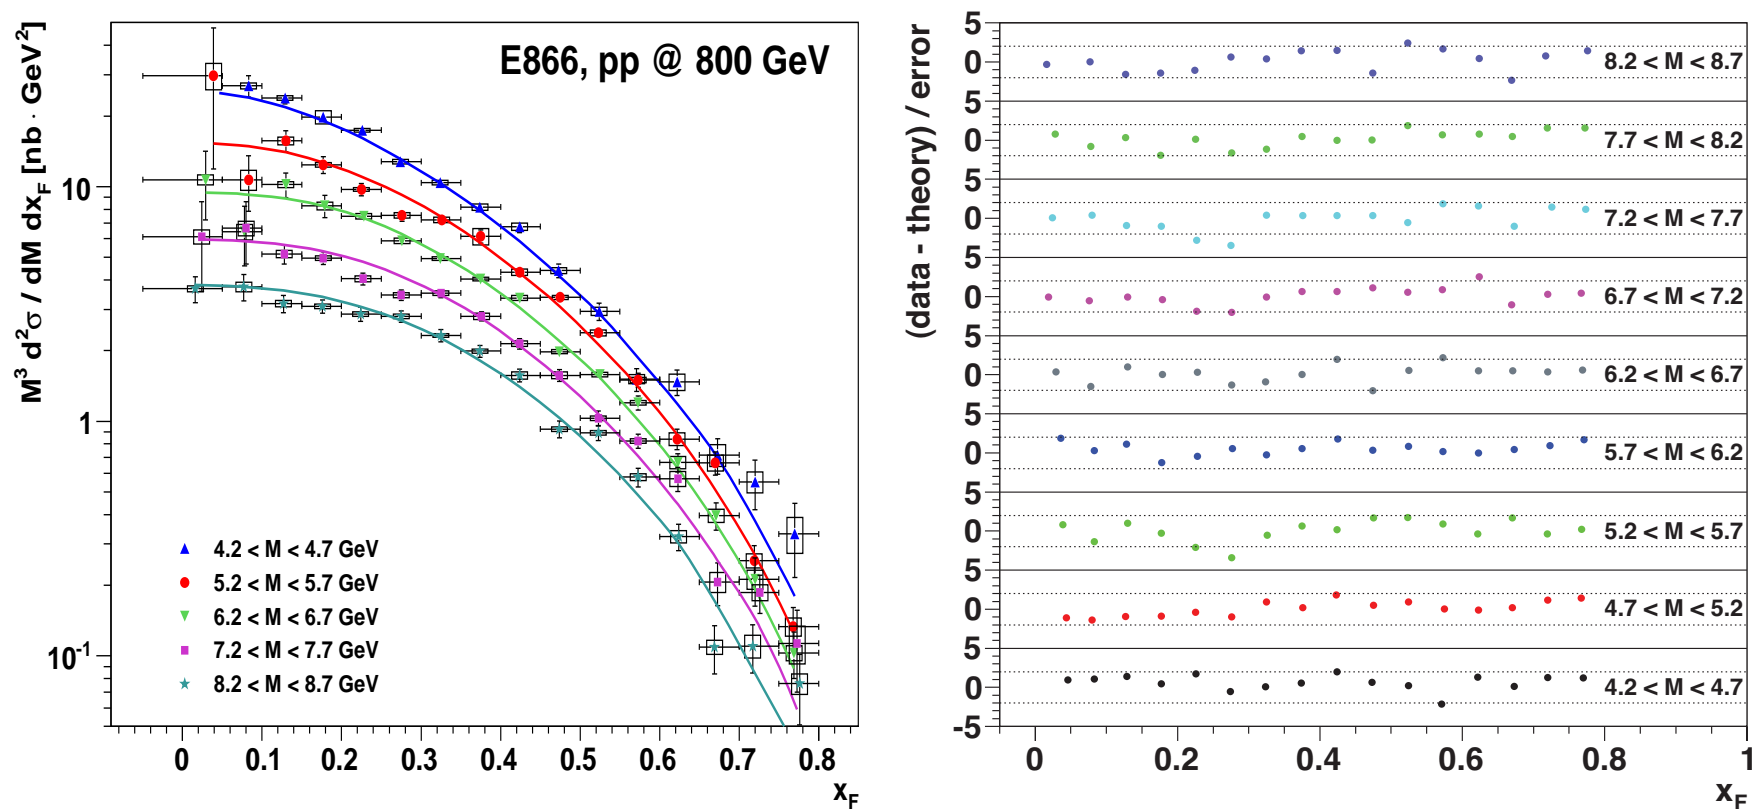 E866, pp @ 800 GeV
M³ d²σ / dM dx_F [nb · GeV²]
10
1
10⁻¹
4.2 < M < 4.7 GeV
5.2 < M < 5.7 GeV
6.2 < M < 6.7 GeV
7.2 < M < 7.7 GeV
8.2 < M < 8.7 GeV
0 0.1 0.2 0.3 0.4 0.5 0.6 0.7 0.8
x_F
(data - theory) / error
5
0 8.2 < M < 8.7
5
0 7.7 < M < 8.2
5
0 7.2 < M < 7.7
5
0 6.7 < M < 7.2
5
0 6.2 < M < 6.7
5
0 5.7 < M < 6.2
5
0 5.2 < M < 5.7
5
0 4.7 < M < 5.2
5
0 4.2 < M < 4.7
-5
0 0.2 0.4 0.6 0.8 1
x_F